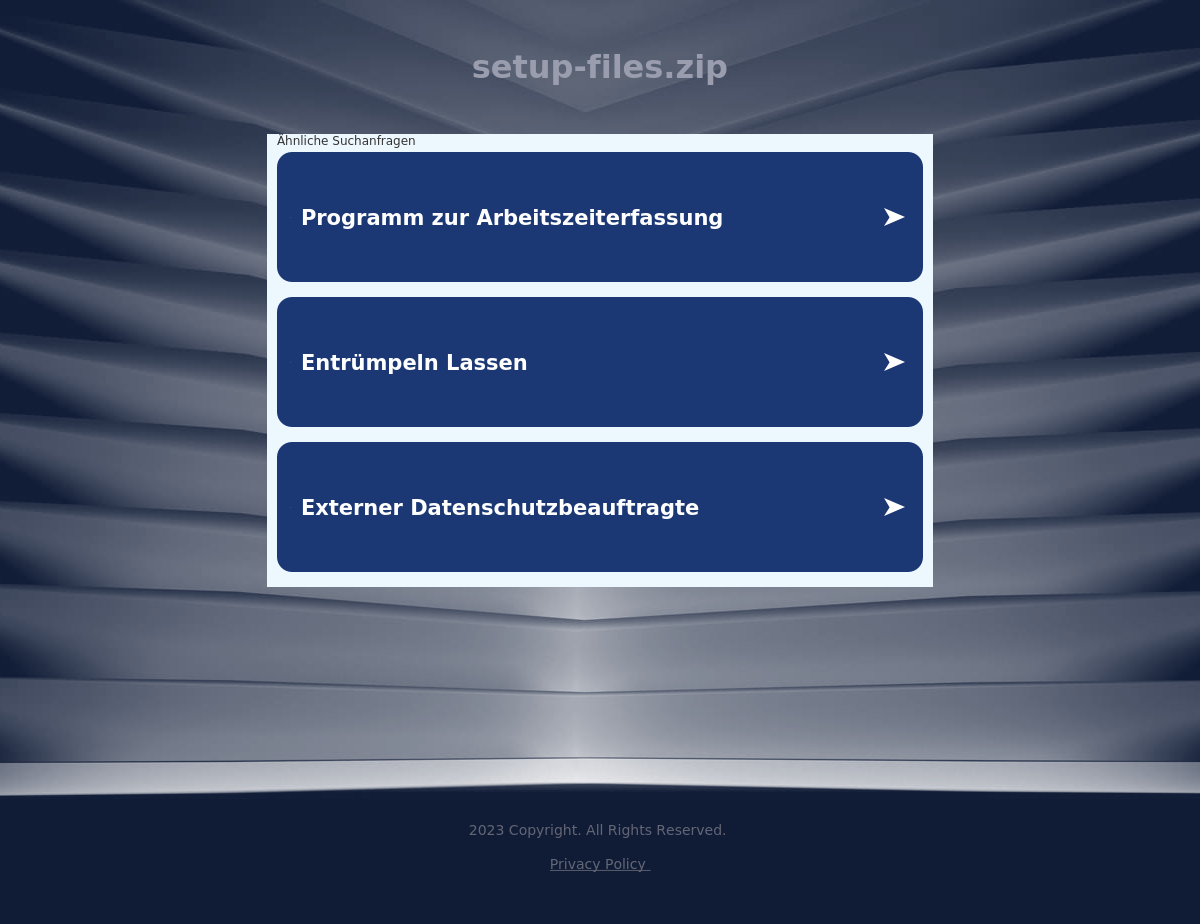 setup-files.zip
Ähnliche Suchanfragen
Programm zur Arbeitszeiterfassung
Entrümpeln Lassen
Externer Datenschutzbeauftragte
2023 Copyright. All Rights Reserved.
Privacy Policy